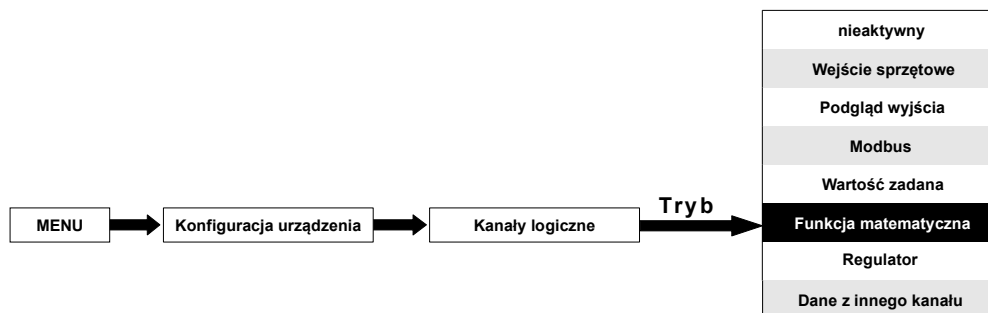 nieaktywny
Wejście sprzętowe
Podgląd wyjścia
Modbus
Wartość zadana
Tryb
MENU
Konfiguracja urządzenia
Kanały logiczne
Funkcja matematyczna
Regulator
Dane z innego kanału